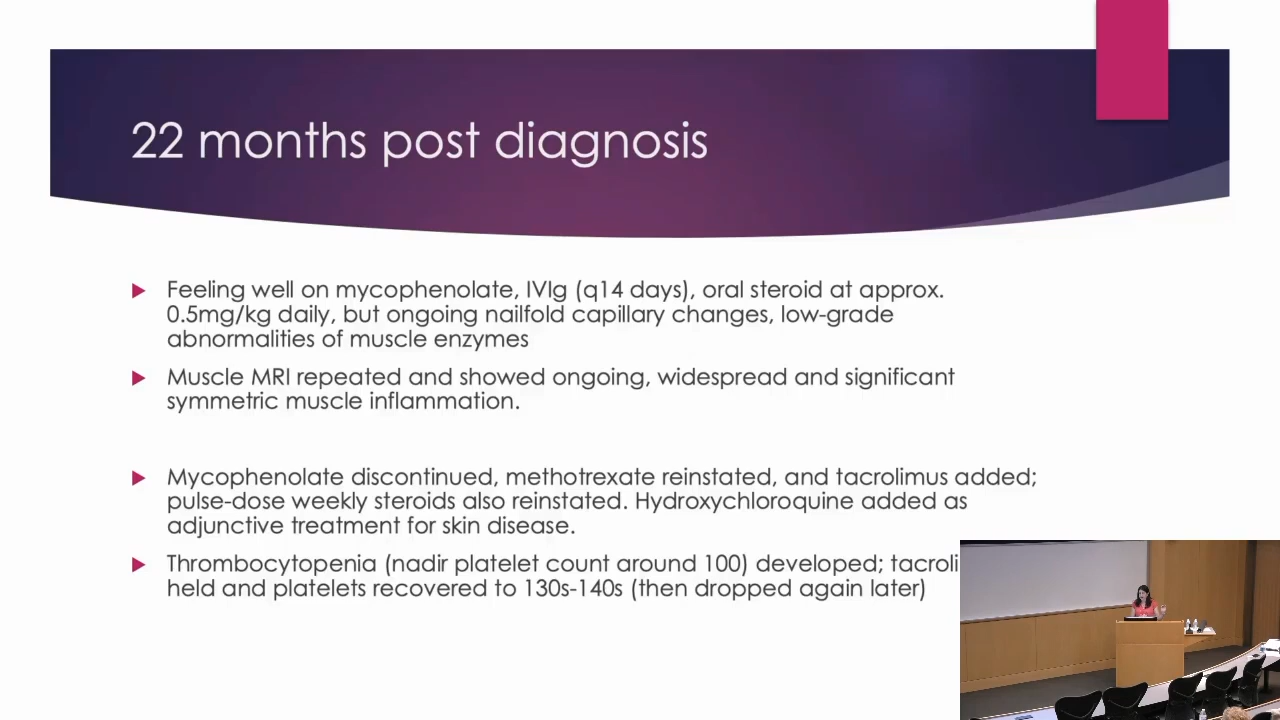 22 months post diagnosis
Feeling well on mycophenolate, IVIg (q14 days), oral steroid at approx.
0.5mg/kg daily, but ongoing nailfold capillary changes, low-grade
abnormalities of muscle enzymes
Muscle MRI repeated and showed ongoing, widespread and significant
symmetric muscle inflammation.
Mycophenolate discontinued, methotrexate reinstated, and tacrolimus added;
pulse-dose weekly steroids also reinstated. Hydroxychloroquine added as
adjunctive treatment for skin disease.
Thrombocytopenia (nadir platelet count around 100) developed;
held and platelets recovered to 130s-140s (then dropped again later)